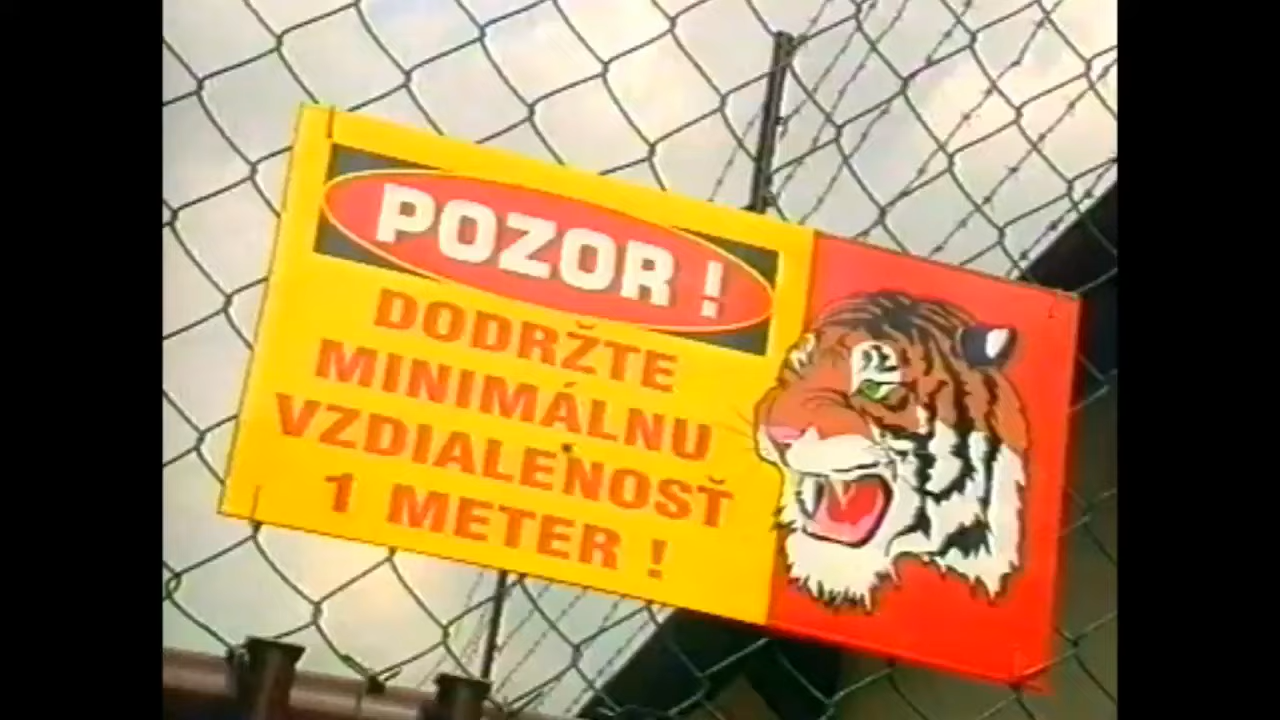 POZOR !
DODRŽTE
MINIMÁLNU
VZDIALENOSŤ
1 METER !